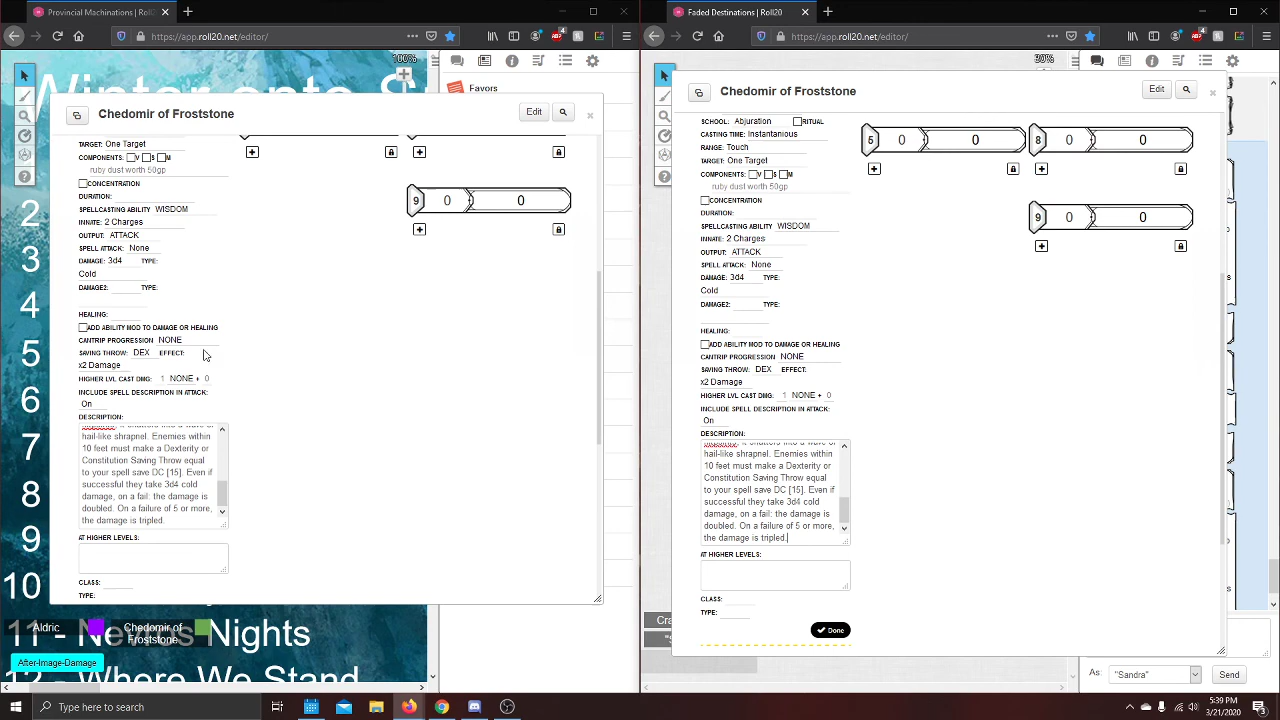 Provincial Machinations | Roll2
https://app.roll20.net/editor/
100%
Winter onto S
Favors
2
3
4
5
6
7
8
9
10
11 - Ne Nights
12 - Where We Stand
Aldric
Chedomir of
Froststone
After-Image-Damage
Chedomir of Froststone
Edit
TARGET: One Target
COMPONENTS: V S M
ruby dust worth 50gp
CONCENTRATION
DURATION:
SPELLCASTING ABILITY WISDOM
INNATE: 2 Charges
OUTPUT: ATTACK
SPELL ATTACK: None
DAMAGE: 3d4 TYPE:
Cold
DAMAGE2: TYPE:
HEALING:
ADD ABILITY MOD TO DAMAGE OR HEALING
CANTRIP PROGRESSION NONE
SAVING THROW: DEX EFFECT:
x2 Damage
HIGHER LVL CAST DMG: 1 NONE + 0
INCLUDE SPELL DESCRIPTION IN ATTACK:
On
DESCRIPTION:
hail-like shrapnel. Enemies within
10 feet must make a Dexterity or
Constitution Saving Throw equal
to your spell save DC [15]. Even if
successful they take 3d4 cold
damage, on a fail: the damage is
doubled. On a failure of 5 or more,
the damage is tripled.
AT HIGHER LEVELS:
CLASS:
TYPE:
9 0 0
Faded Destinations | Roll20
https://app.roll20.net/editor/
90%
Chedomir of Froststone
Edit
SCHOOL: Abjuration RITUAL
CASTING TIME: Instantanious
RANGE: Touch
TARGET: One Target
COMPONENTS: V S M
ruby dust worth 50gp
CONCENTRATION
DURATION:
SPELLCASTING ABILITY WISDOM
INNATE: 2 Charges
OUTPUT: ATTACK
SPELL ATTACK: None
DAMAGE: 3d4 TYPE:
Cold
DAMAGE2: TYPE:
HEALING:
ADD ABILITY MOD TO DAMAGE OR HEALING
CANTRIP PROGRESSION NONE
SAVING THROW: DEX EFFECT:
x2 Damage
HIGHER LVL CAST DMG: 1 NONE + 0
INCLUDE SPELL DESCRIPTION IN ATTACK:
On
DESCRIPTION:
hail-like shrapnel. Enemies within
10 feet must make a Dexterity or
Constitution Saving Throw equal
to your spell save DC [15]. Even if
successful they take 3d4 cold
damage, on a fail: the damage is
doubled. On a failure of 5 or more,
the damage is tripled.
AT HIGHER LEVELS:
CLASS:
TYPE:
Done
5 0 0
8 0 0
9 0 0
Cra
As: "Sandra" Send
Type here to search
5:39 PM
3/21/2020